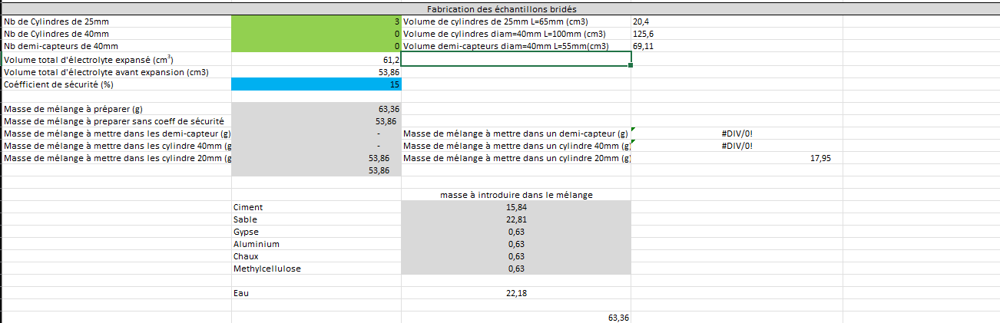 Fabrication des échantillons bridés
Nb de Cylindres de 25mm 3 Volume de cylindres de 25mm L=65mm (cm3) 20,4
Nb de Cylindres de 40mm 0 Volume de cylindres diam=40mm L=100mm (cm3) 125,6
Nb demi-capteurs de 40mm 0 Volume demi-capteurs diam=40mm L=55mm(cm3) 69,11
Volume total d'électrolyte expansé (cm3) 61,2
Volume total d'électrolyte avant expansion (cm3) 53,86
Coéfficient de sécurité (%) 15
Masse de mélange à préparer (g) 63,36
Masse de mélange à preparer sans coeff de sécurité 53,86
Masse de mélange à mettre dans les demi-capteur (g) - Masse de mélange à mettre dans un demi-capteur (g) #DIV/0!
Masse de mélange à mettre dans les cylindre 40mm (g - Masse de mélange à mettre dans un cylindre 40mm (g) #DIV/0!
Masse de mélange à mettre dans les cylindre 20mm (g 53,86 Masse de mélange à mettre dans un cylindre 20mm (g) 17,95
53,86
masse à introduire dans le mélange
Ciment 15,84
Sable 22,81
Gypse 0,63
Aluminium 0,63
Chaux 0,63
Methylcellulose 0,63
Eau 22,18
63,36